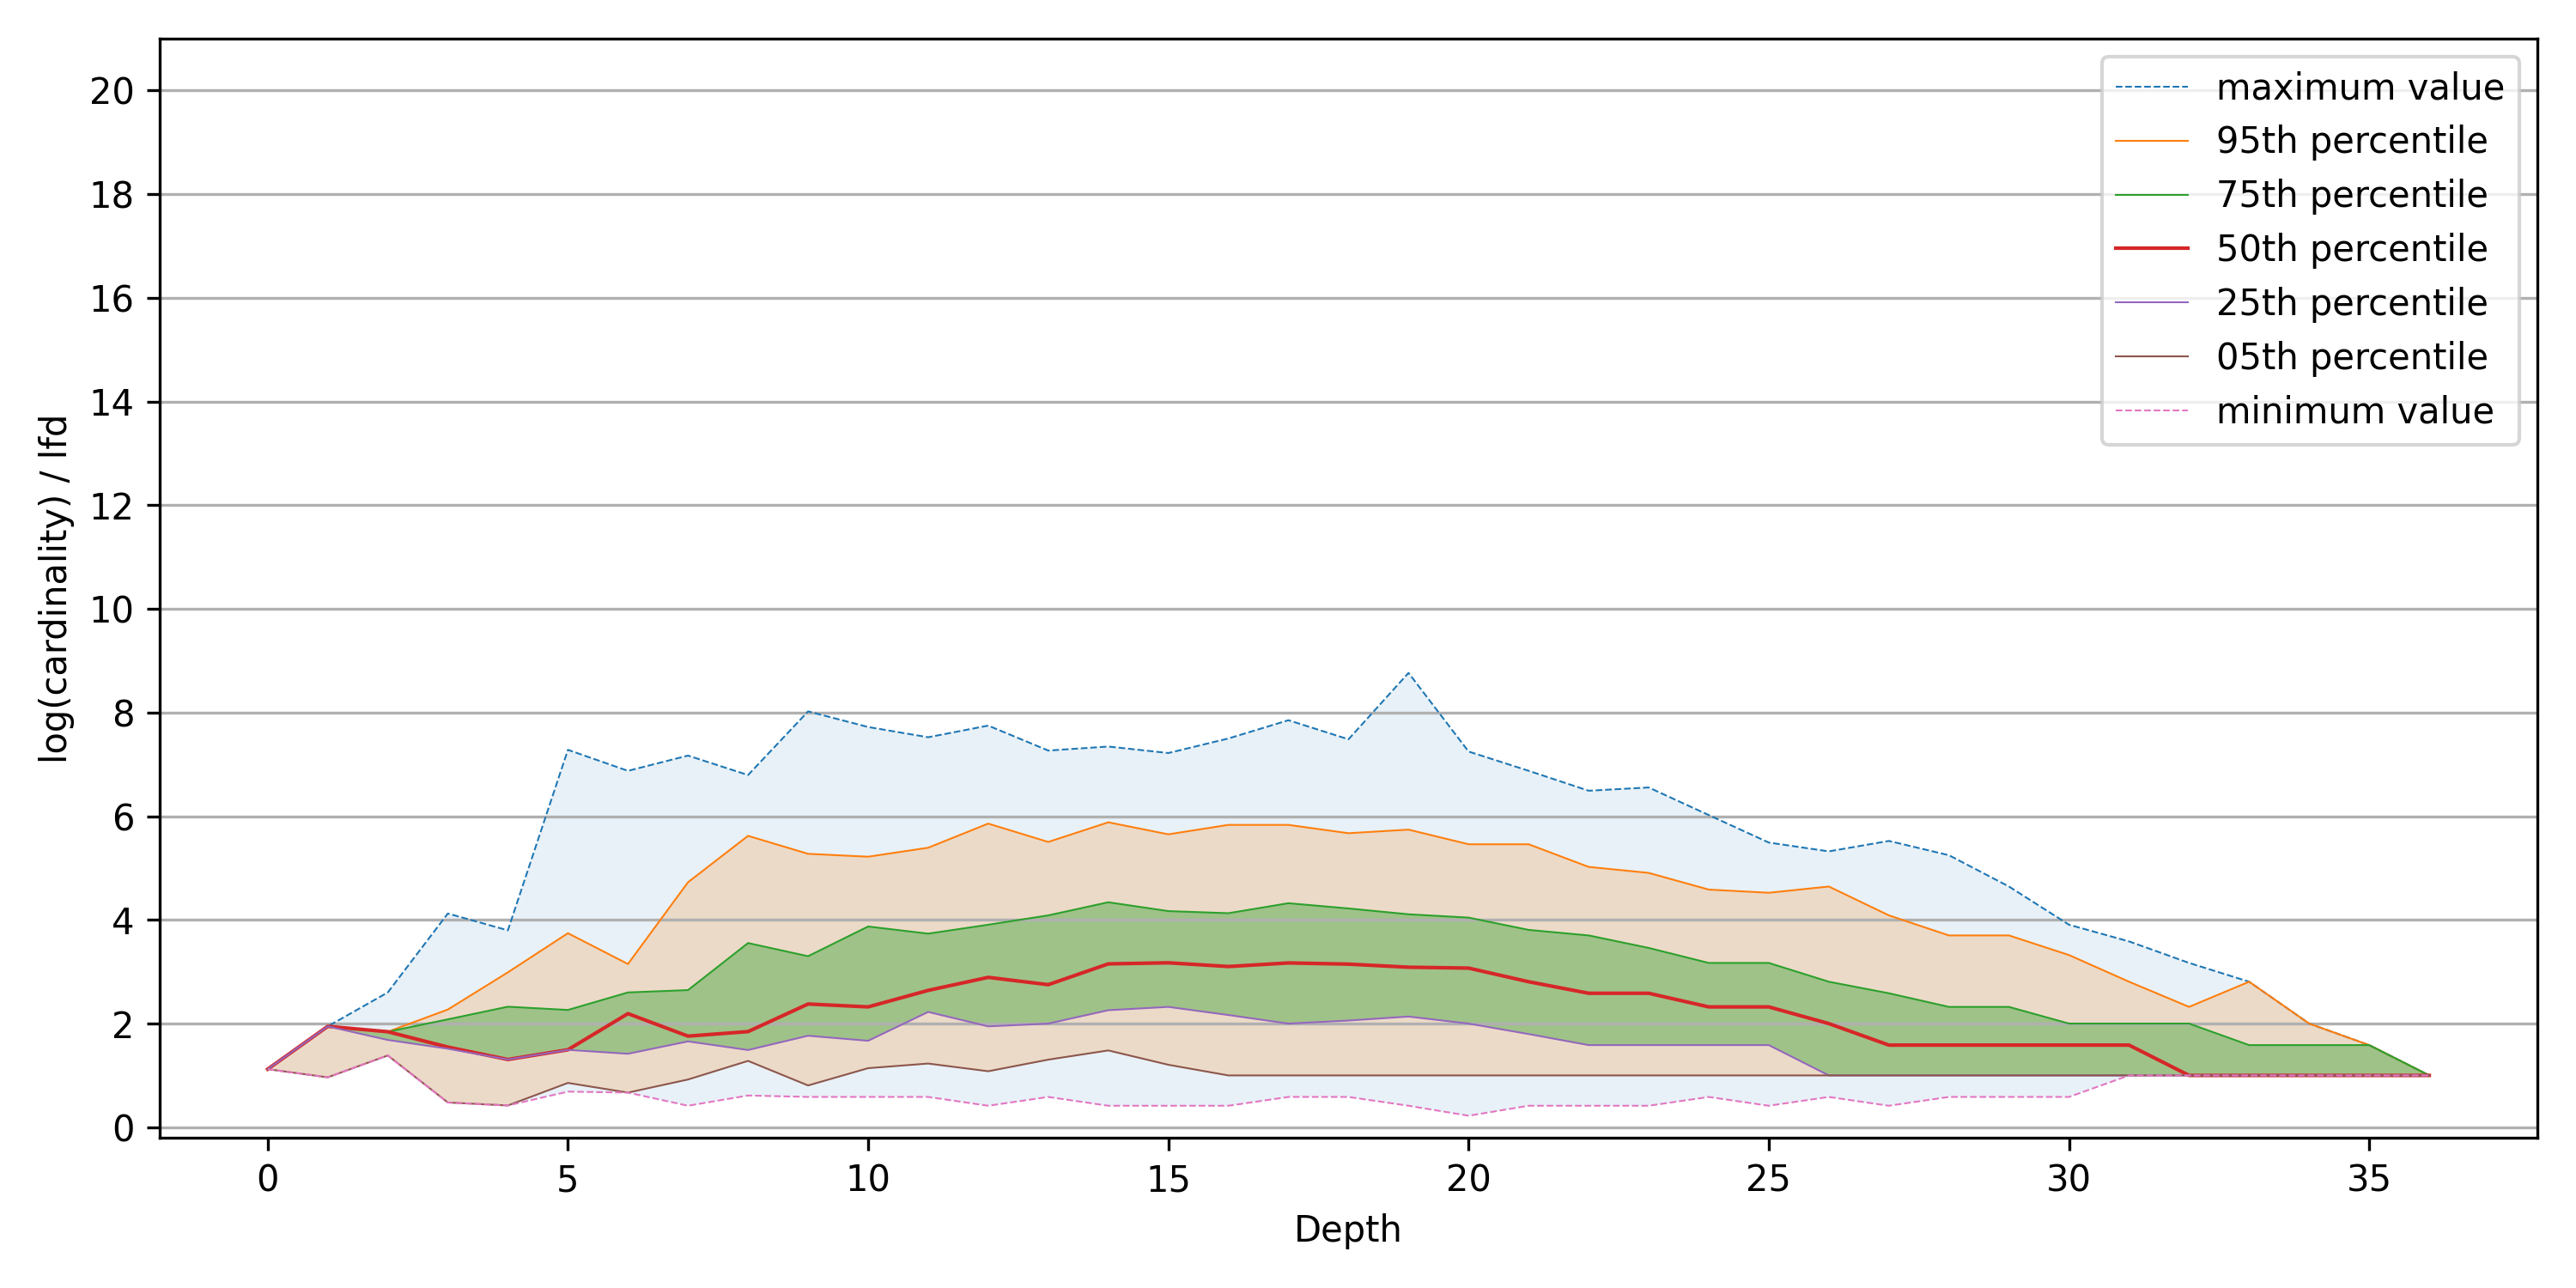 20
18
16
14
12
10
8
6
4
2
0
log(cardinality) / lfd
0 5 10 15 20 25 30 35
Depth
maximum value
95th percentile
75th percentile
50th percentile
25th percentile
05th percentile
minimum value